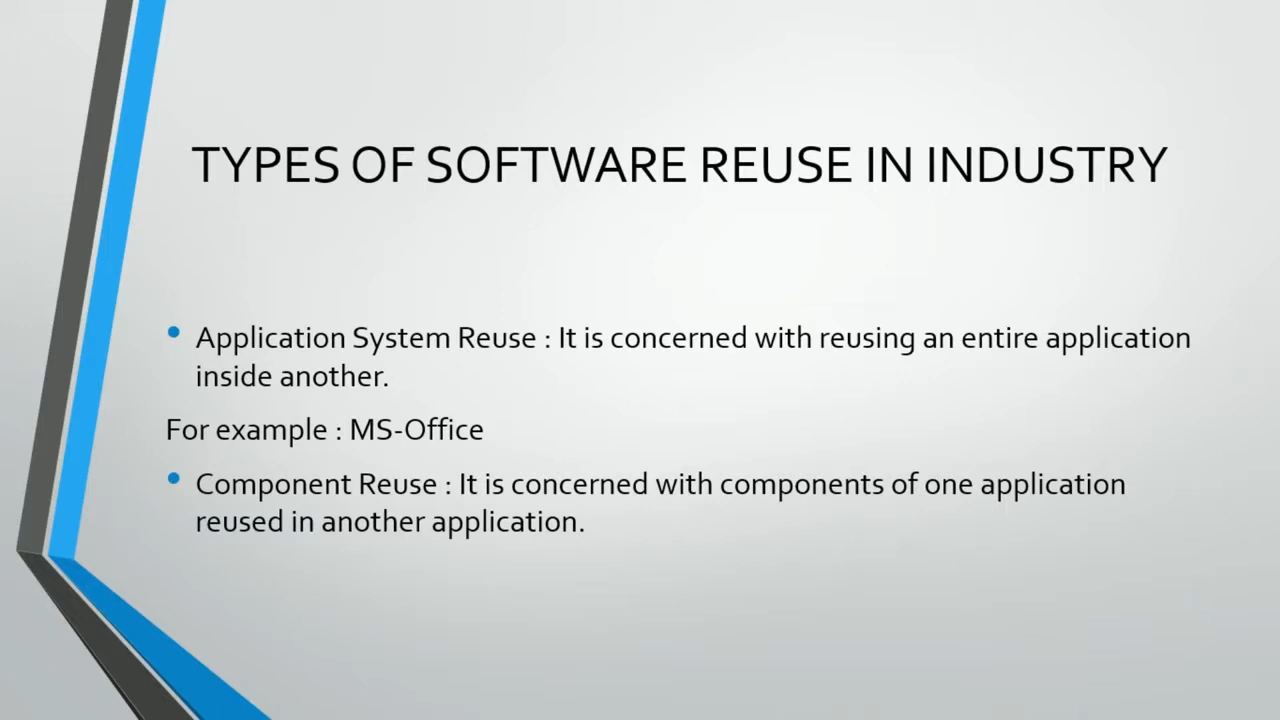 TYPES OF SOFTWARE REUSE IN INDUSTRY
• Application System Reuse : It is concerned with reusing an entire application
inside another.
For example : MS-Office
• Component Reuse : It is concerned with components of one application
reused in another application.